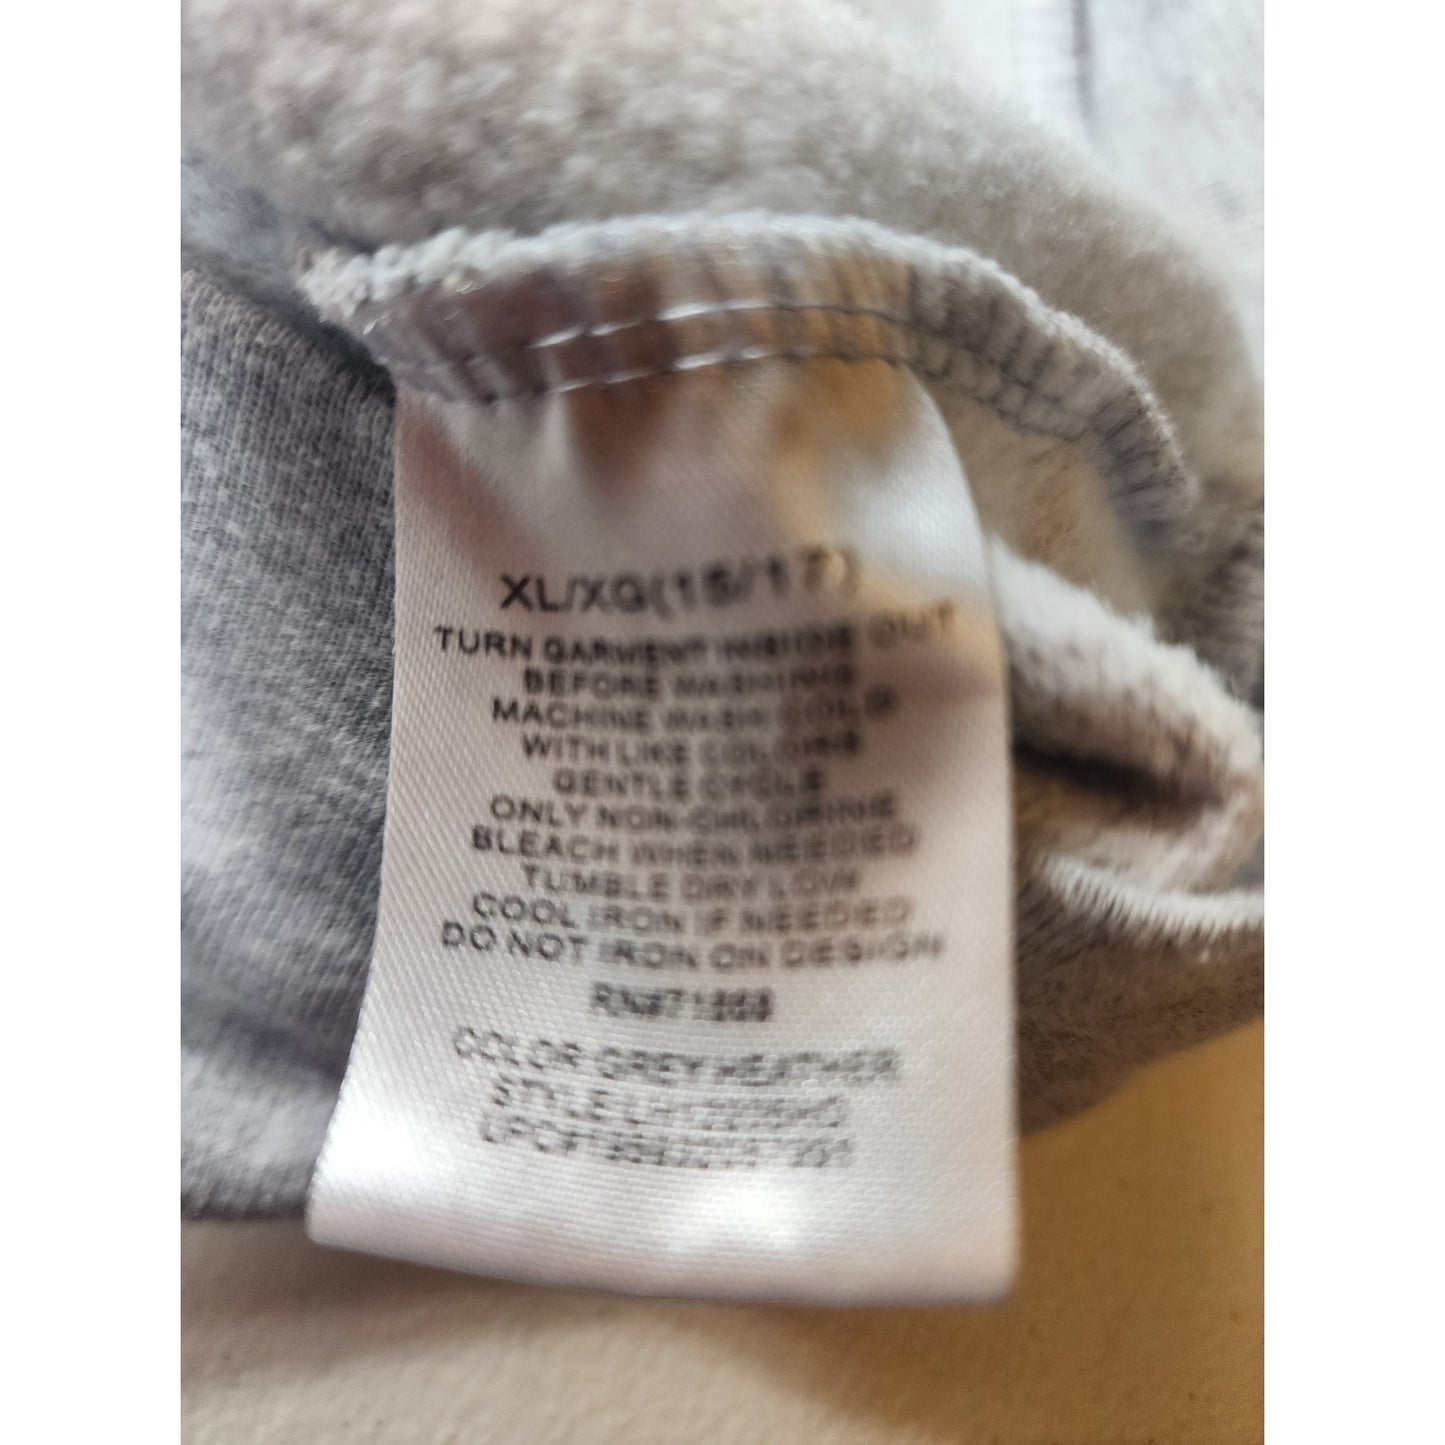 XL/XG(15/17)
TURN GARMENT INSIDE OUT
BEFORE WASHING
MACHINE WASH COLD
WITH LIKE COLORS
GENTLE CYCLE
ONLY NON-CHLORINE
BLEACH WHEN NEEDED
TUMBLE DRY LOW
COOL IRON IF NEEDED
DO NOT IRON ON DESIGN
RN#71868
COLOR GREY HEATHER
STYLE